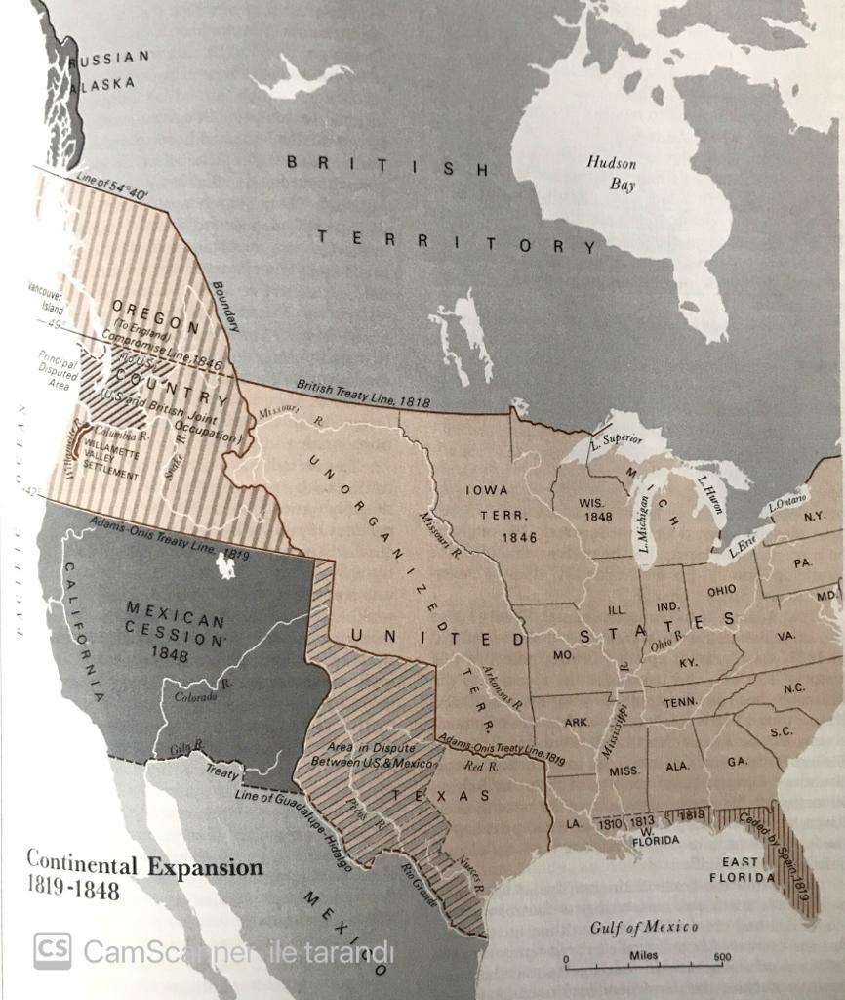 RUSSIAN
ALASKA
Line of 54°40'
BRITISH
TERRITORY
Hudson
Bay
Vancouver
Island
49°
OREGON
(To England)
Compromise Line, 1846
(To U.S.)
COUNTRY
(U.S. and British Joint
Occupation)
Boundary
Principal
Disputed
Area
Columbia R.
Willamette R.
WILLAMETTE
VALLEY
SETTLEMENT
Snake R.
42°
PACIFIC OCEAN
British Treaty Line, 1818
Missouri R.
UNORGANIZED
TERR.
Missouri R.
IOWA
TERR.
1846
WIS.
1848
L. Superior
MICH.
L. Michigan
L. Huron
L. Ontario
L. Erie
N.Y.
PA.
MD.
OHIO
IND.
ILL.
UNITED STATES
MO.
Ohio R.
KY.
VA.
N.C.
TENN.
S.C.
Arkansas R.
ARK.
Mississippi R.
MISS.
ALA.
GA.
LA.
1810 1813 1819
W.
FLORIDA
EAST
FLORIDA
Ceded by Spain, 1819
Adams-Onis Treaty Line, 1819
CALIFORNIA
MEXICAN
CESSION
1848
Colorado R.
Gila R.
Treaty
Line of Guadalupe-Hidalgo
Area in Dispute
Between U.S. & Mexico
Adams-Onis Treaty Line, 1819
Red R.
TEXAS
Pecos R.
Nueces R.
Rio Grande
MEXICO
Gulf of Mexico
Miles
0 500
Continental Expansion
1819-1848
CS CamScanner ile tarandı